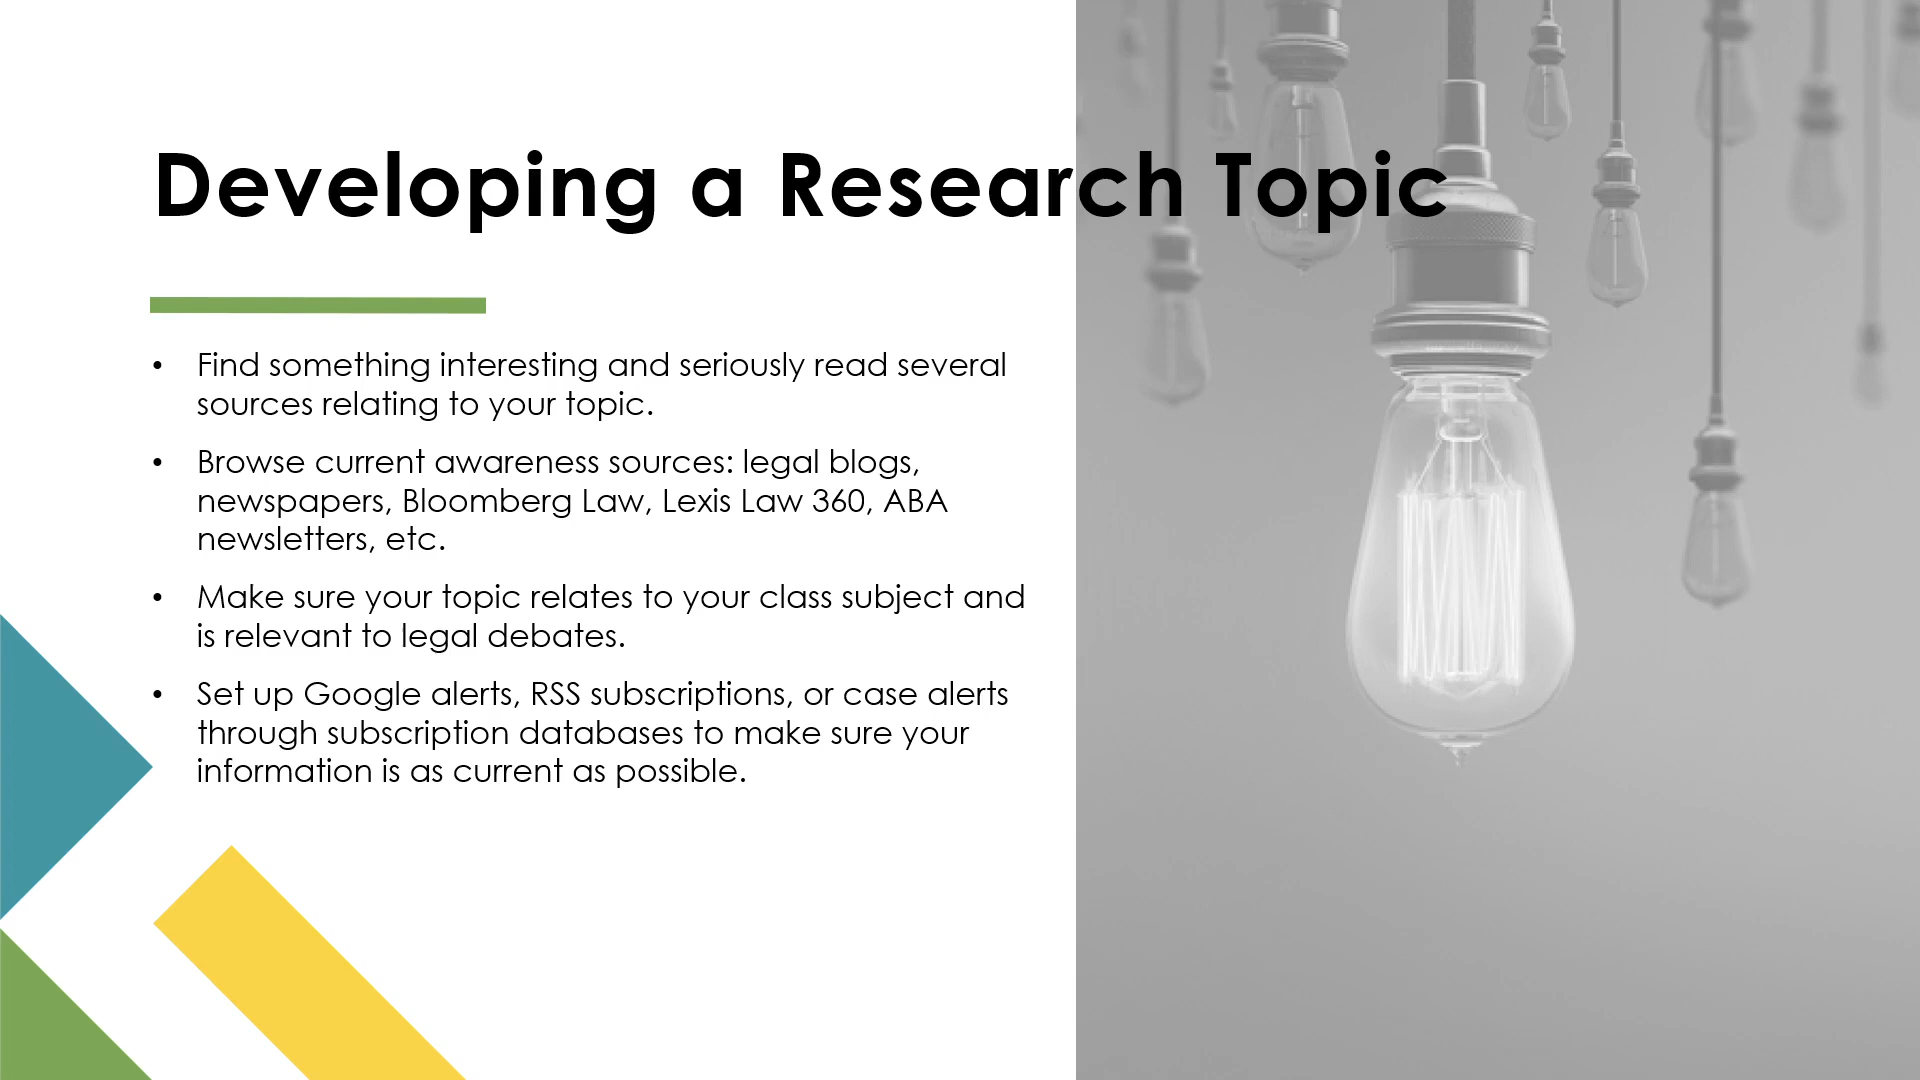 Developing a Research Topic
• Find something interesting and seriously read several
sources relating to your topic.
• Browse current awareness sources: legal blogs,
newspapers, Bloomberg Law, Lexis Law 360, ABA
newsletters, etc.
• Make sure your topic relates to your class subject and
is relevant to legal debates.
• Set up Google alerts, RSS subscriptions, or case alerts
through subscription databases to make sure your
information is as current as possible.